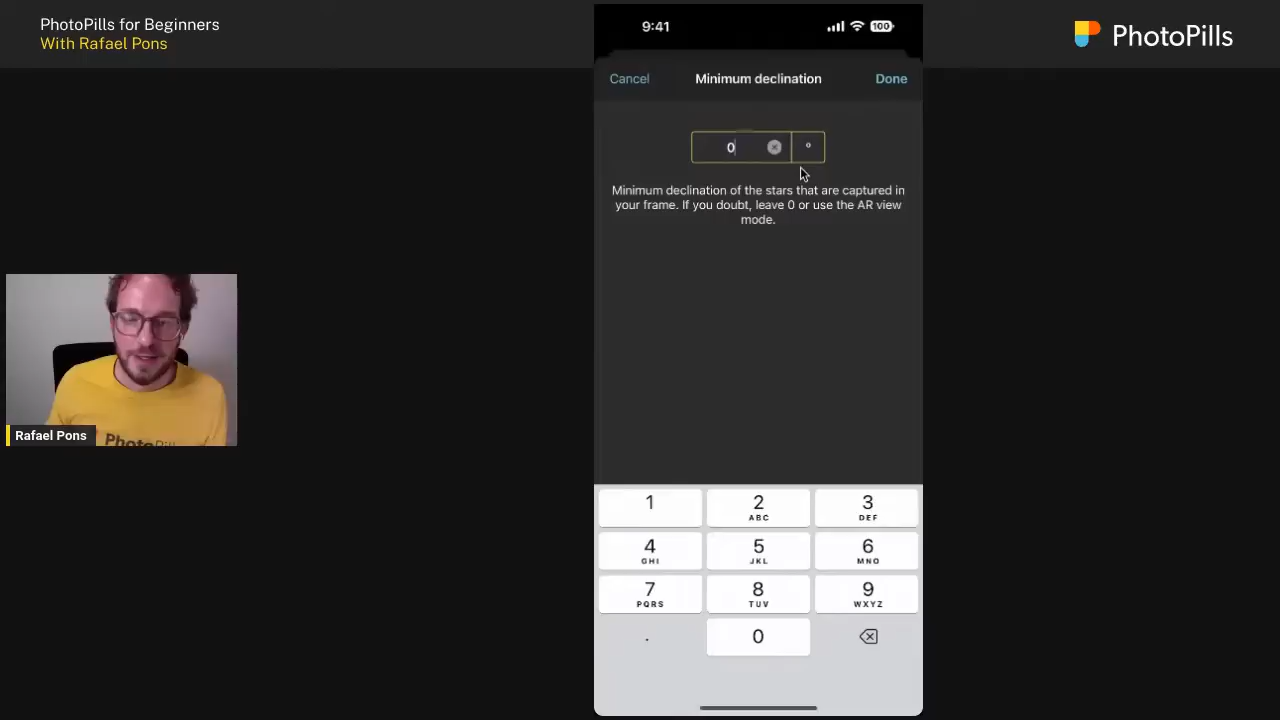 PhotoPills for Beginners
With Rafael Pons
PhotoPills
9:41
100
Cancel
Minimum declination
Done
0
°
Minimum declination of the stars that are captured in
your frame. If you doubt, leave 0 or use the AR view
mode.
Rafael Pons
1
2
ABC
3
DEF
4
GHI
5
JKL
6
MNO
7
PQRS
8
TUV
9
WXYZ
.
0